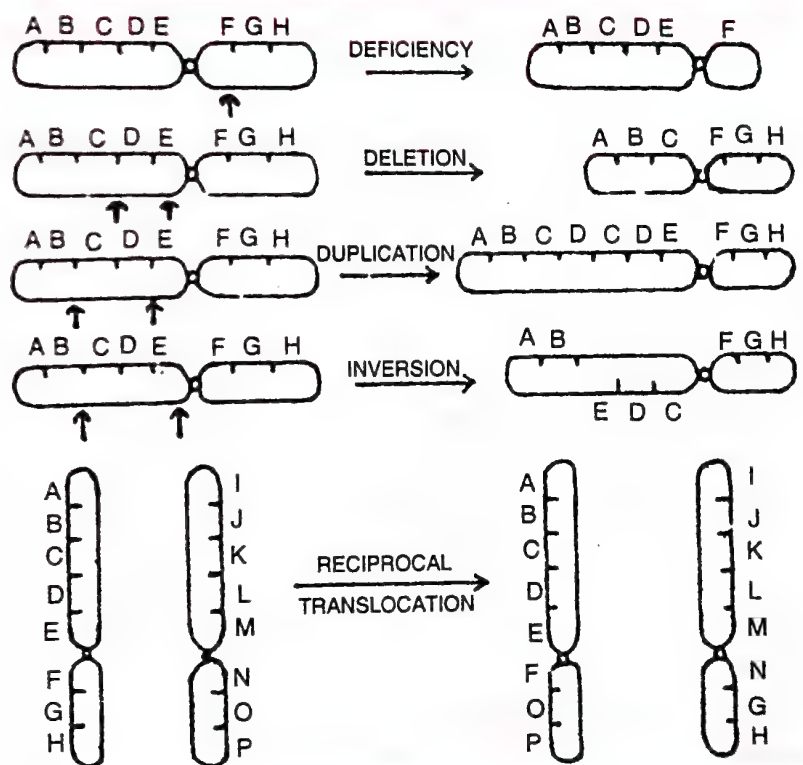 A B C D E F G H DEFICIENCY A B C D E F
A B C D E F G H DELETION A B C F G H
A B C D E F G H DUPLICATION A B C D C D E F G H
A B C D E F G H INVERSION A B F G H
E D C
A I A I
B J B J
C K C K
RECIPROCAL
D L D L
TRANSLOCATION
E M E M
F N F N
G O O G
H P P H